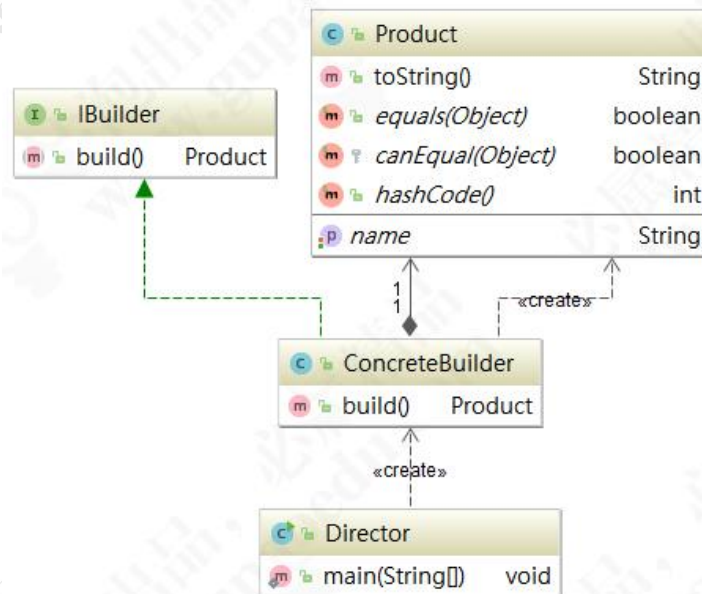 Product
toString() String
equals(Object) boolean
canEqual(Object) boolean
hashCode() int
name String
IBuilder
build() Product
1
1
«create»
ConcreteBuilder
build() Product
«create»
Director
main(String[]) void